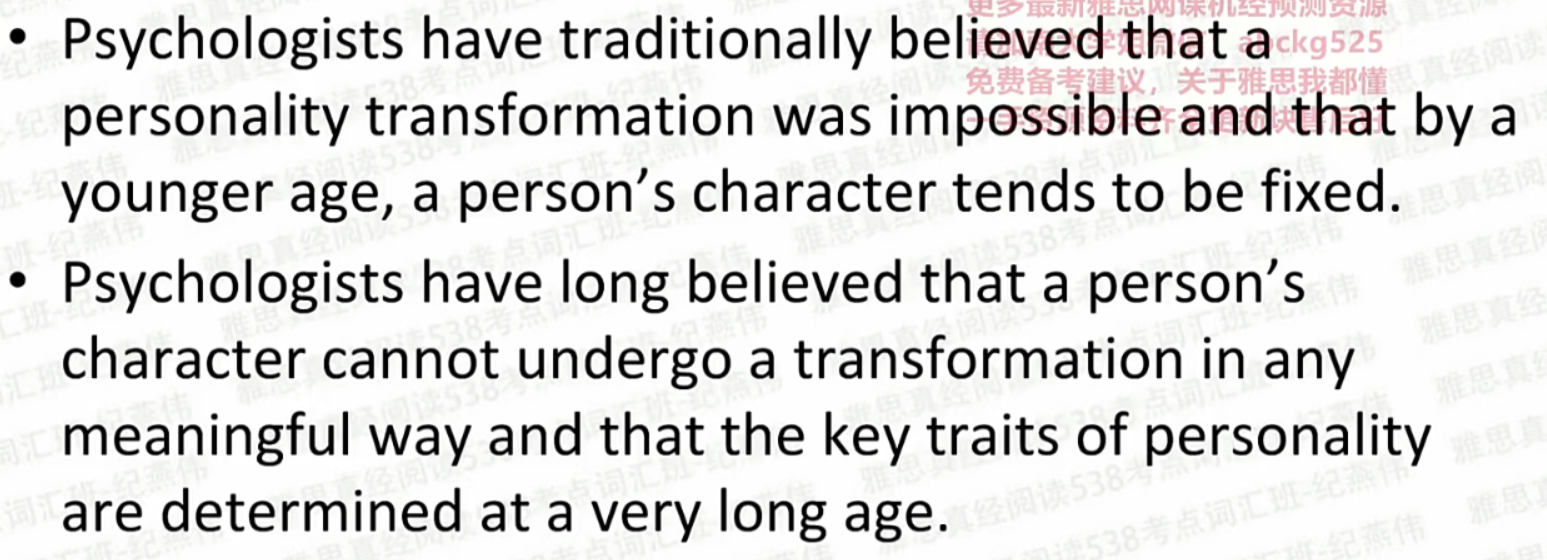 更多最新雅思网课机经预测资源
• Psychologists have traditionally believed that a
abckg525
免费备考建议，关于雅思我都懂
personality transformation was impossible and that by a
younger age, a person’s character tends to be fixed.
• Psychologists have long believed that a person’s
character cannot undergo a transformation in any
meaningful way and that the key traits of personality
are determined at a very long age.
雅思真经阅读538考点词汇班-纪燕伟